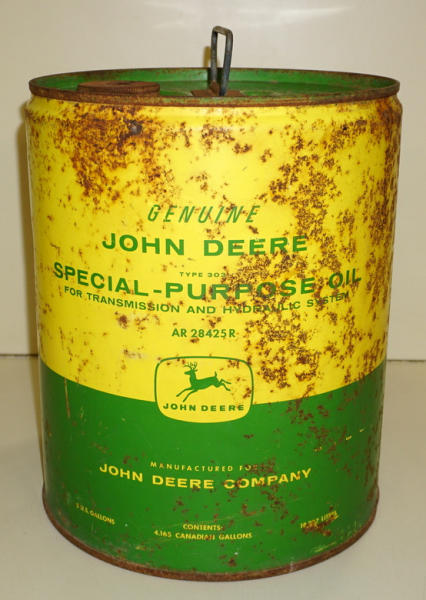 GENUINE
JOHN DEERE
TYPE 303
SPECIAL-PURPOSE OIL
FOR TRANSMISSION AND HYDRAULIC SYSTEM
AR 28425R
JOHN DEERE
MANUFACTURED FOR
JOHN DEERE COMPANY
5 U.S. GALLONS
CONTENTS:
4.165 CANADIAN GALLONS